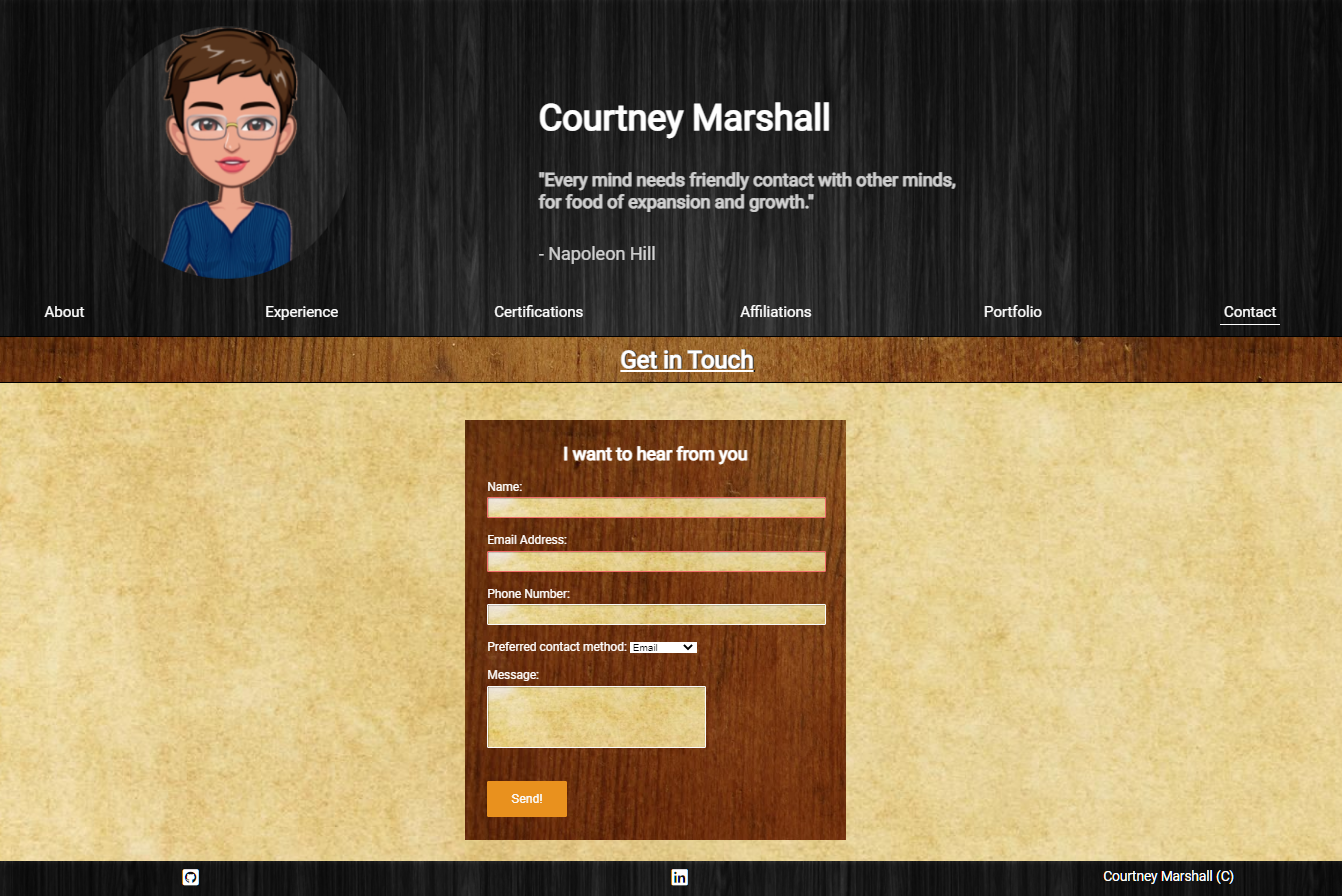 Courtney Marshall
"Every mind needs friendly contact with other minds,
for food of expansion and growth."
- Napoleon Hill
About
Experience
Certifications
Affiliations
Portfolio
Contact
Get in Touch
I want to hear from you
Name:
Email Address:
Phone Number:
Preferred contact method: Email
Message:
Send!
in
Courtney Marshall (C)